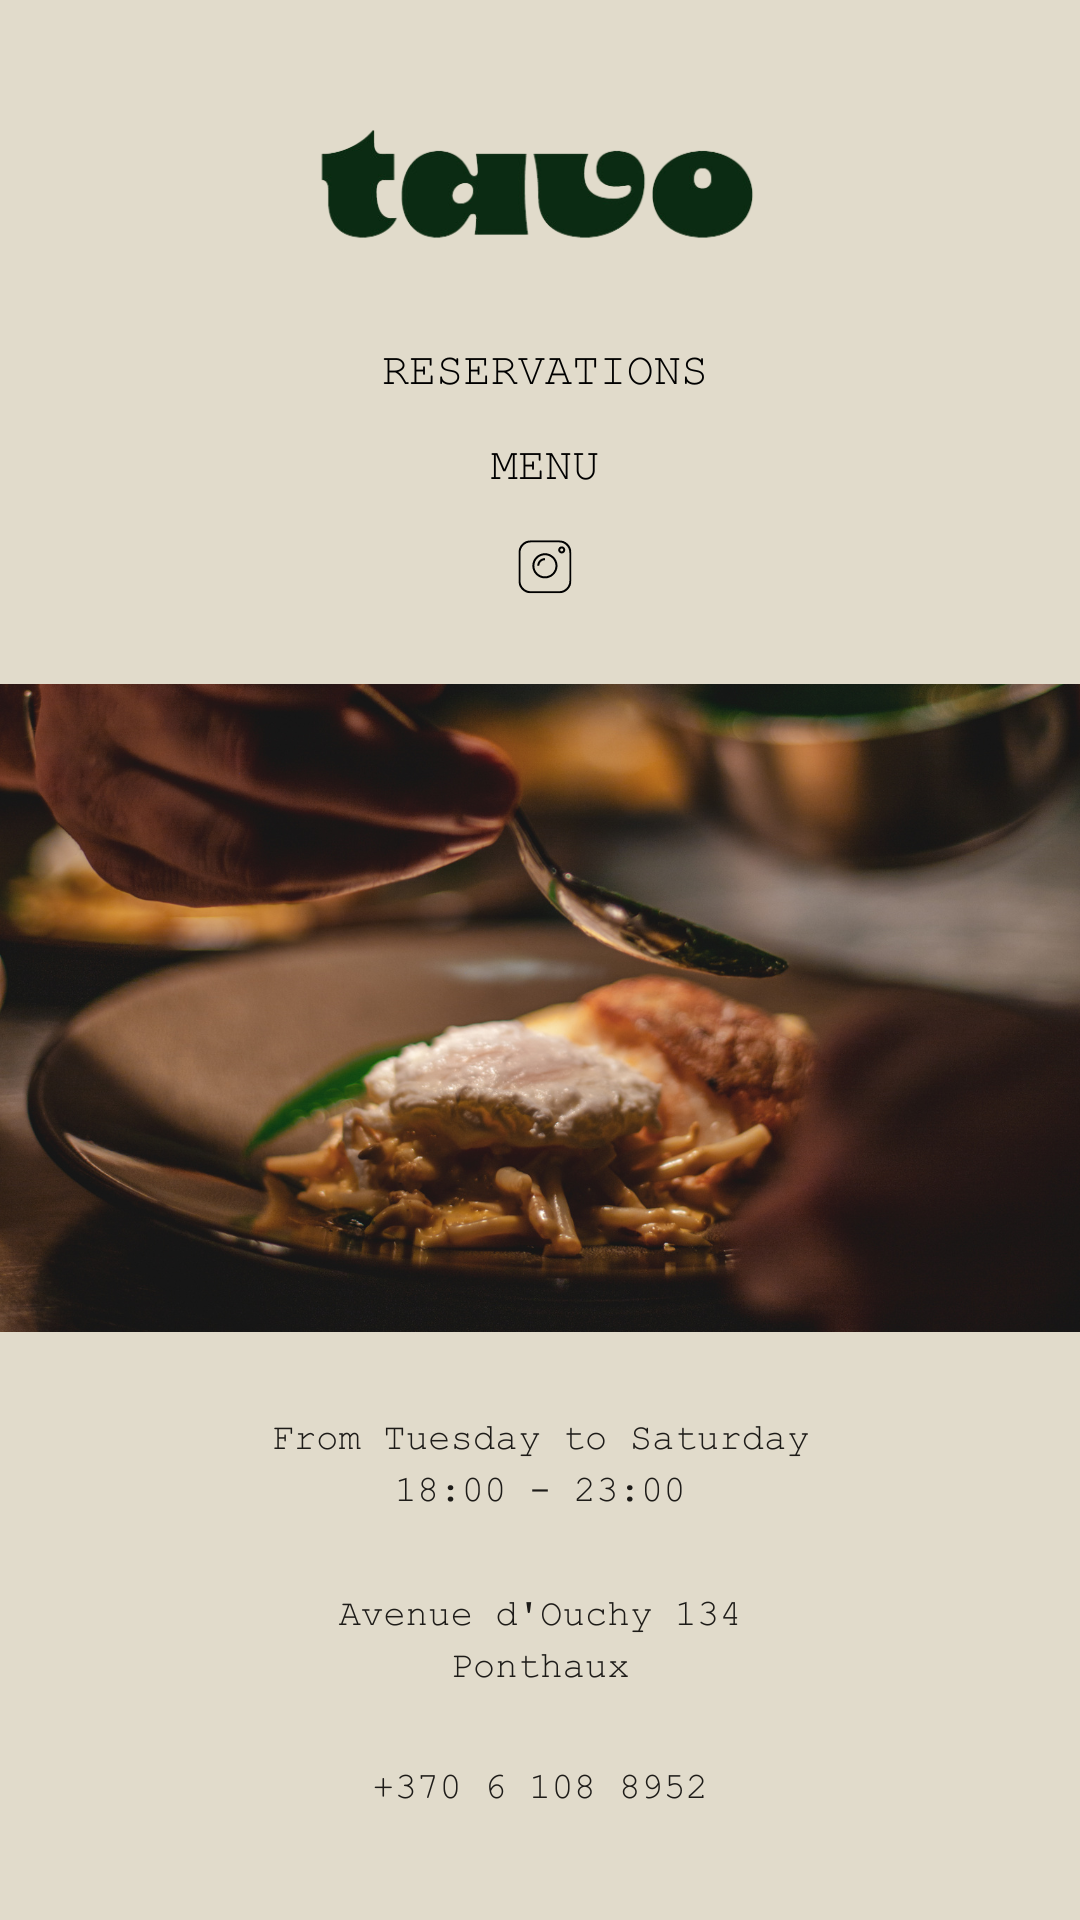 tavo
RESERVATIONS
MENU
From Tuesday to Saturday
18:00 - 23:00
Avenue d'Ouchy 134
Ponthaux
+370 6 108 8952